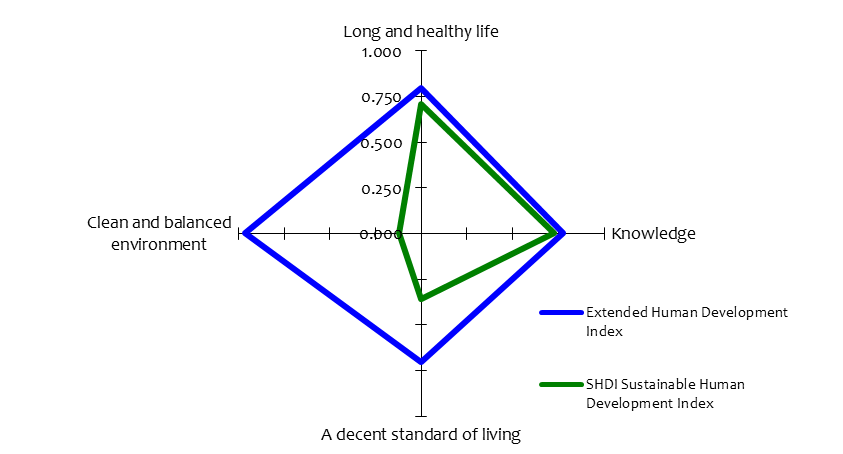 Long and healthy life
1.000
0.750
0.500
0.250
0.000
Clean and balanced
environment
Knowledge
Extended Human Development
Index
SHDI Sustainable Human
Development Index
A decent standard of living